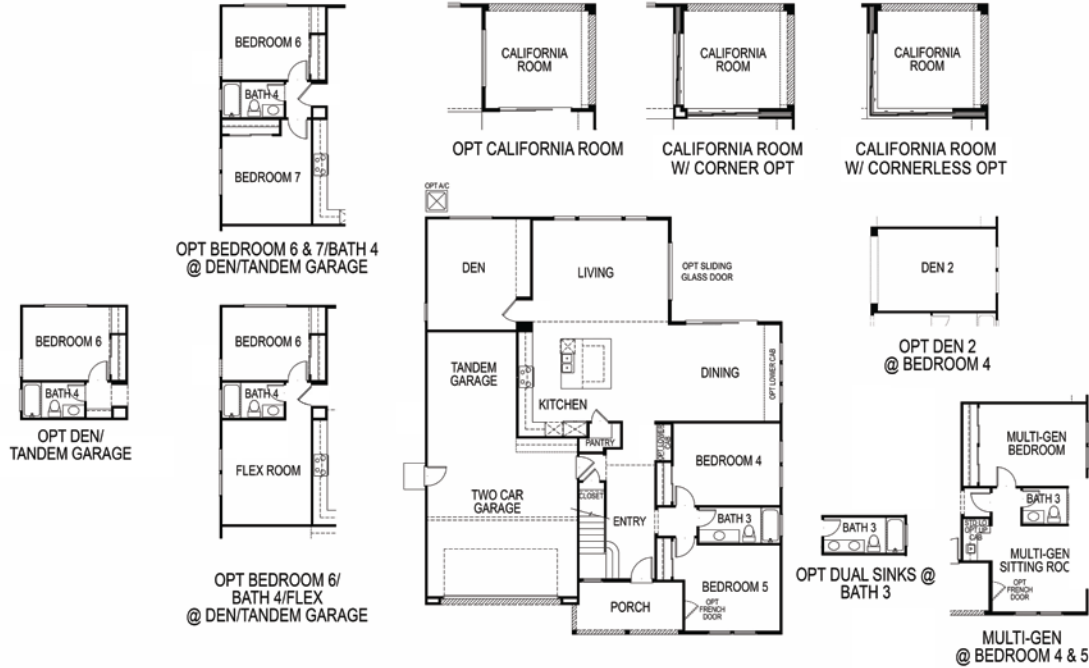 BEDROOM 6
BATH 4
BEDROOM 7
OPT BEDROOM 6 & 7/BATH 4
@ DEN/TANDEM GARAGE
CALIFORNIA
ROOM
OPT CALIFORNIA ROOM
CALIFORNIA
ROOM
CALIFORNIA ROOM
W/ CORNER OPT
CALIFORNIA
ROOM
CALIFORNIA ROOM
W/ CORNERLESS OPT
BEDROOM 6
BATH 4
OPT DEN/
TANDEM GARAGE
BEDROOM 6
BATH 4
FLEX ROOM
OPT BEDROOM 6/
BATH 4/FLEX
@ DEN/TANDEM GARAGE
OPT A/C
DEN
LIVING
OPT SLIDING
GLASS DOOR
TANDEM
GARAGE
KITCHEN
DINING
OPT LOWER CAB
PANTRY
OPT LOWER
CAB
BEDROOM 4
TWO CAR
GARAGE
CLOSET
ENTRY
BATH 3
BEDROOM 5
OPT
FRENCH
DOOR
PORCH
DEN 2
OPT DEN 2
@ BEDROOM 4
BATH 3
OPT DUAL SINKS @
BATH 3
MULTI-GEN
BEDROOM
BATH 3
OPT UP
CAB
MULTI-GEN
SITTING ROO
OPT
FRENCH
DOOR
MULTI-GEN
@ BEDROOM 4 & 5